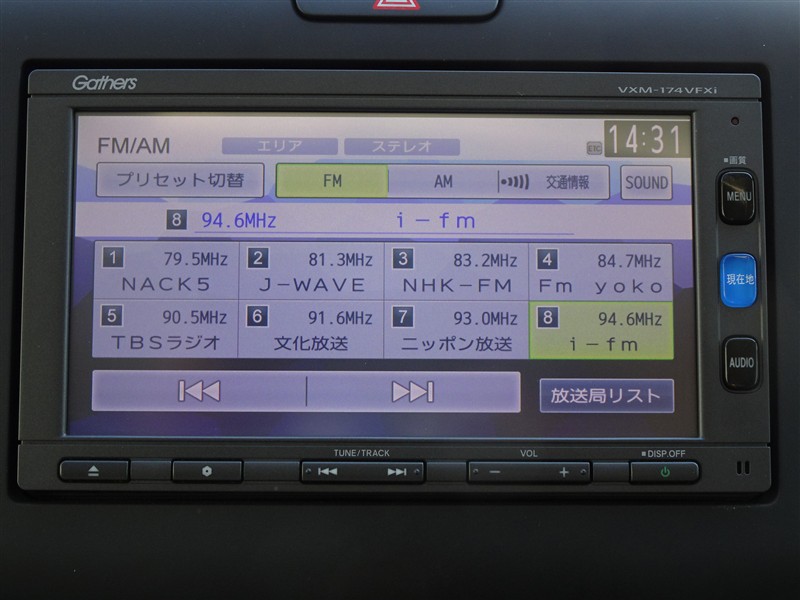 Gathers
VXM-174VFXi
FM/AM エリア ステレオ ETC 14:31
プリセット切替 FM AM 交通情報 SOUND
8 94.6MHz i-fm
1 79.5MHz 2 81.3MHz 3 83.2MHz 4 84.7MHz
NACK5 J-WAVE NHK-FM Fm yoko
5 90.5MHz 6 91.6MHz 7 93.0MHz 8 94.6MHz
TBSラジオ 文化放送 ニッポン放送 i-fm
放送局リスト
■画質
MENU
現在地
AUDIO
TUNE/TRACK VOL ■DISP.OFF
− +